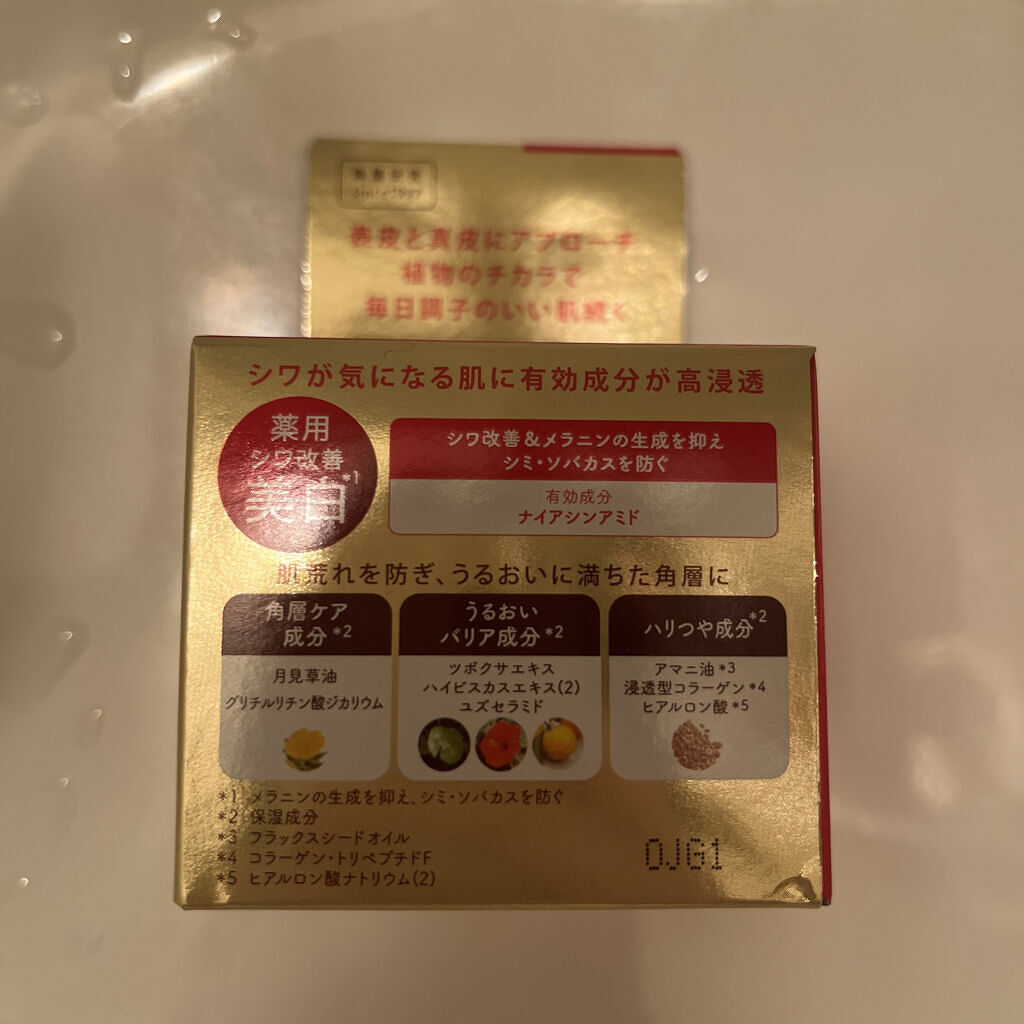 表皮と真皮にアプローチ
植物のチカラで
毎日調子のいい肌続く
シワが気になる肌に有効成分が高浸透
薬用
シワ改善
美白*1
シワ改善&メラニンの生成を抑え
シミ・ソバカスを防ぐ
有効成分
ナイアシンアミド
肌荒れを防ぎ、うるおいに満ちた角層に
角層ケア
成分*2
月見草油
グリチルリチン酸ジカリウム
うるおい
バリア成分*2
ツボクサエキス
ハイビスカスエキス(2)
ユズセラミド
ハリつや成分*2
アマニ油*3
浸透型コラーゲン*4
ヒアルロン酸*5
*1 メラニンの生成を抑え、シミ・ソバカスを防ぐ
*2 保湿成分
*3 フラックスシードオイル
*4 コラーゲン・トリペプチドF
*5 ヒアルロン酸ナトリウム(2)
OJG1